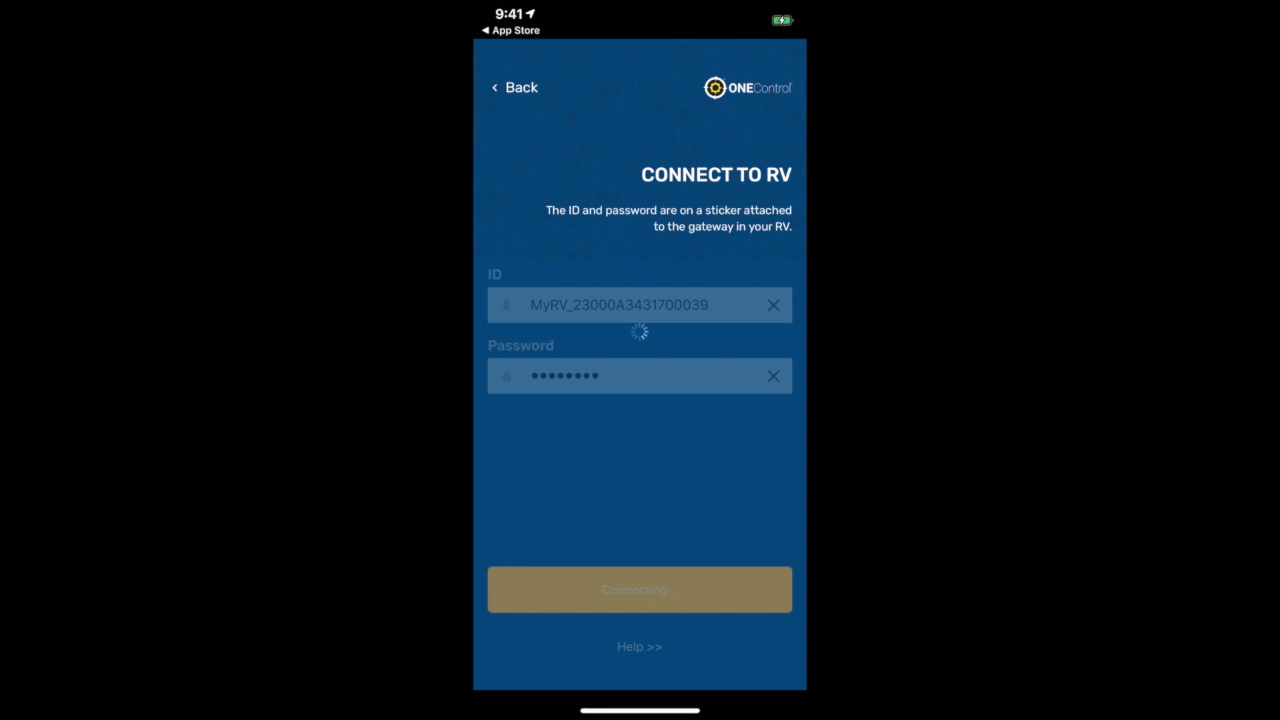 9:41
◀ App Store
‹ Back
ONEControl
CONNECT TO RV
The ID and password are on a sticker attached
to the gateway in your RV.
ID
MyRV_23000A3431700039
Password
••••••••
Connecting...
Help >>